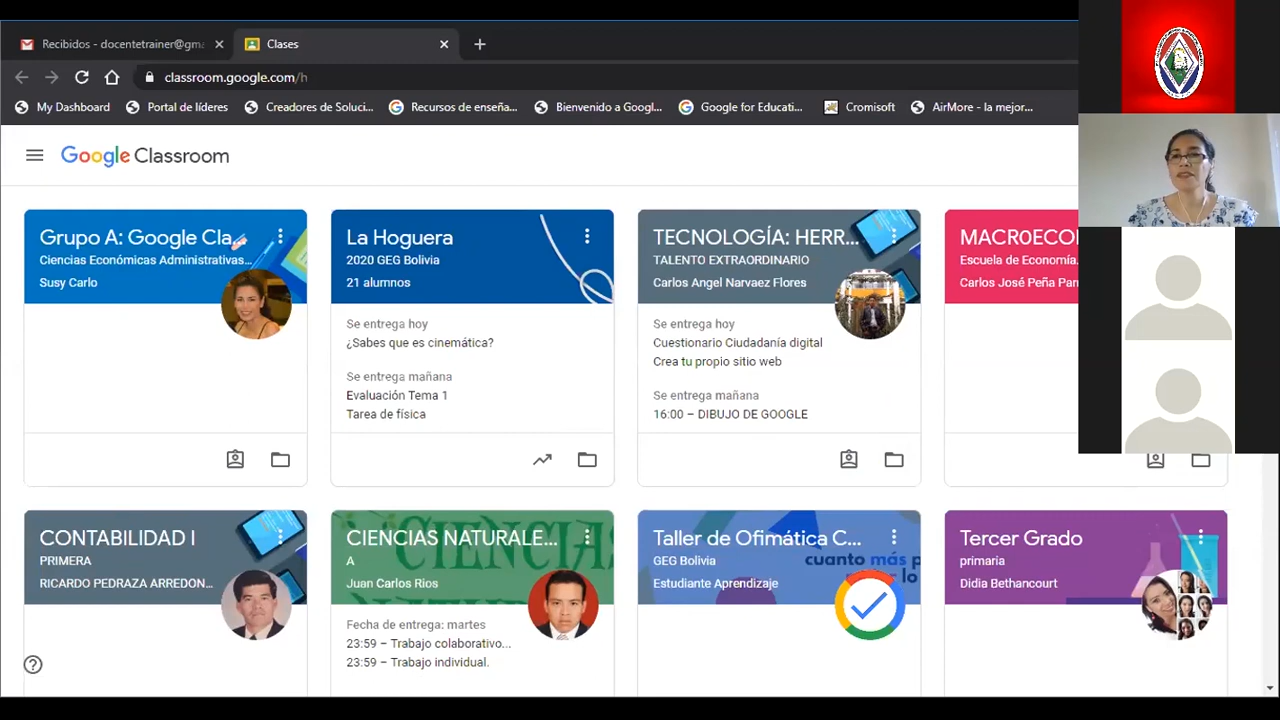 Recibidos - docentetrainer@gma
Clases
classroom.google.com/h
My Dashboard
Portal de líderes
Creadores de Soluci...
Recursos de enseña...
Bienvenido a Googl...
Google for Educati...
Cromisoft
AirMore - la mejor...
Google Classroom
Grupo A: Google Cla...
Ciencias Económicas Administrativas...
Susy Carlo
La Hoguera
2020 GEG Bolivia
21 alumnos
Se entrega hoy
¿Sabes que es cinemática?
Se entrega mañana
Evaluación Tema 1
Tarea de física
TECNOLOGÍA: HERR...
TALENTO EXTRAORDINARIO
Carlos Angel Narvaez Flores
Se entrega hoy
Cuestionario Ciudadanía digital
Crea tu propio sitio web
Se entrega mañana
16:00 – DIBUJO DE GOOGLE
MACROECO
Escuela de Economía
Carlos José Peña Par
CONTABILIDAD I
PRIMERA
RICARDO PEDRAZA ARREDON...
CIENCIAS NATURALE...
A
Juan Carlos Rios
CIENCIAS
Fecha de entrega: martes
23:59 – Trabajo colaborativo...
23:59 – Trabajo individual.
Taller de Ofimática C...
GEG Bolivia
Estudiante Aprendizaje
cuanto más p
Tercer Grado
primaria
Didia Bethancourt